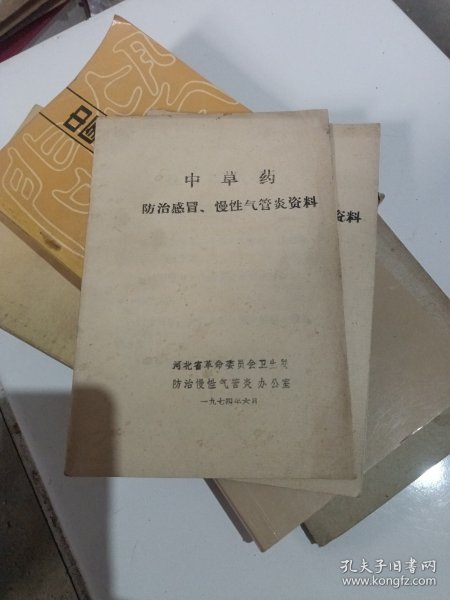 中草药
防治感冒、慢性气管炎资料
资料
河北省革命委员会卫生局
防治慢性气管炎办公室
一九七四年六月
孔夫子旧书网
www.kongfz.com